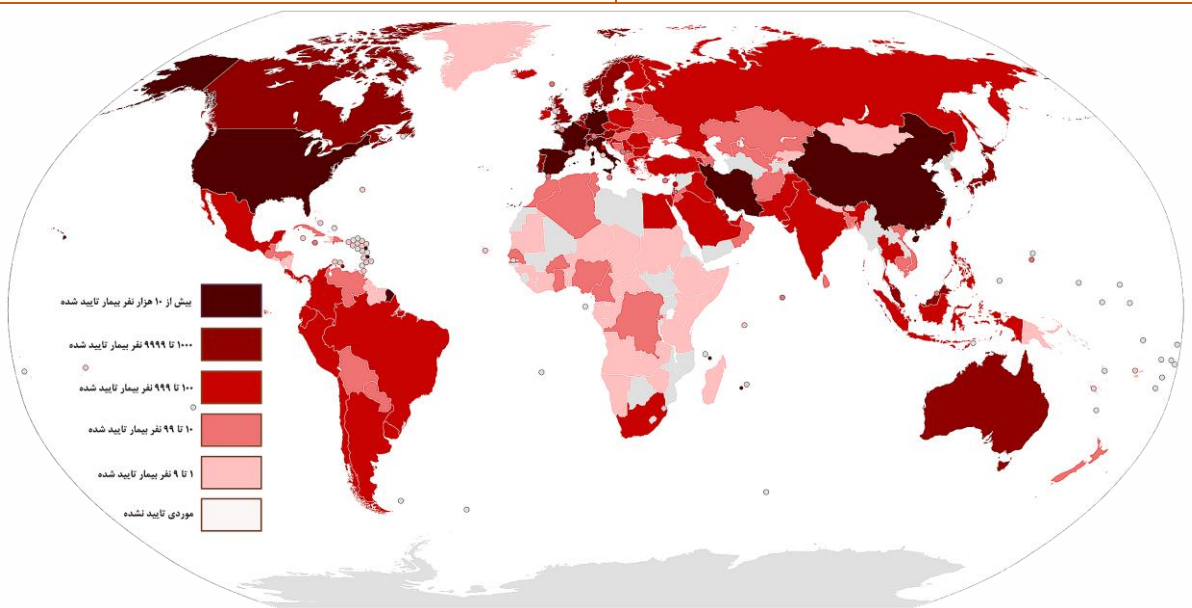 بیش از ۱۰ هزار نفر بیمار تایید شده
۱۰۰۰ تا ۹۹۹۹ نفر بیمار تایید شده
۱۰۰ تا ۹۹۹ نفر بیمار تایید شده
۱۰ تا ۹۹ نفر بیمار تایید شده
۱ تا ۹ نفر بیمار تایید شده
موردی تایید نشده